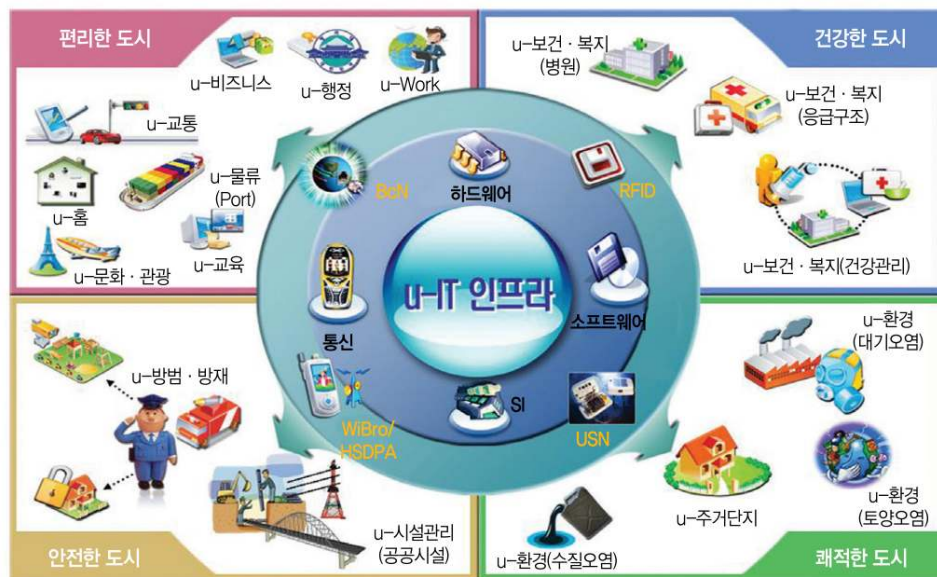 편리한 도시
u-비즈니스
u-행정
u-Work
u-교통
u-홈
u-물류
(Port)
u-문화·관광
u-교육
건강한 도시
u-보건·복지
(병원)
u-보건·복지
(응급구조)
u-보건·복지(건강관리)
BcN
하드웨어
RFID
u-IT 인프라
통신
소프트웨어
WiBro/
HSDPA
SI
USN
u-방범·방재
u-시설관리
(공공시설)
안전한 도시
u-환경
(대기오염)
u-주거단지
u-환경
(토양오염)
u-환경(수질오염)
쾌적한 도시